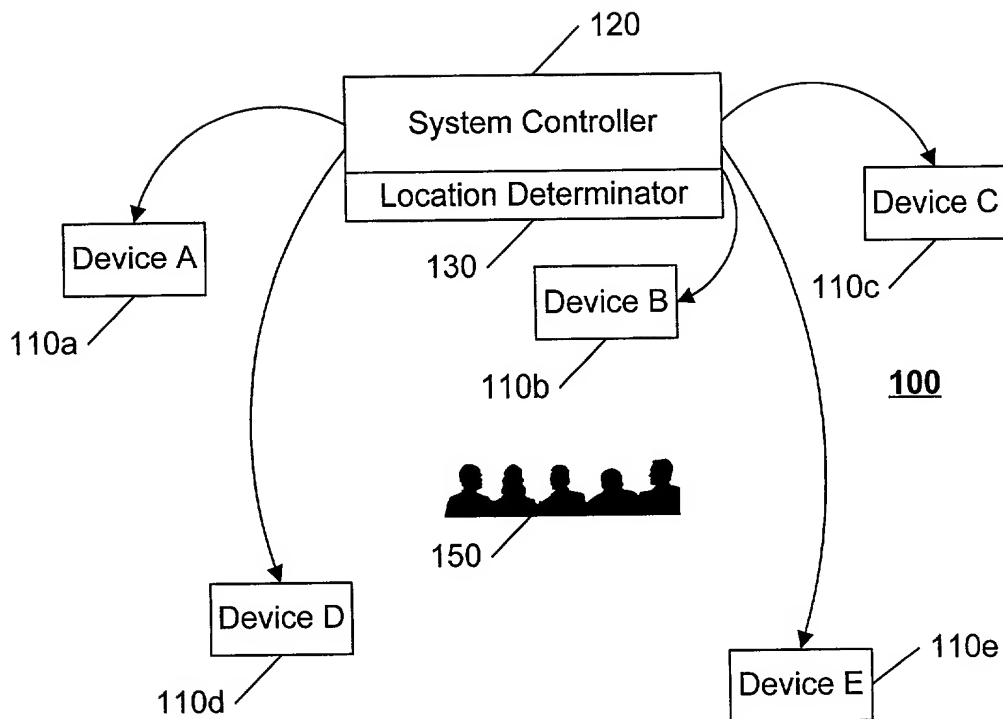 120
System Controller
Location Determinator
130
Device A
110a
Device B
110b
Device C
110c
100
150
Device D
110d
Device E
110e